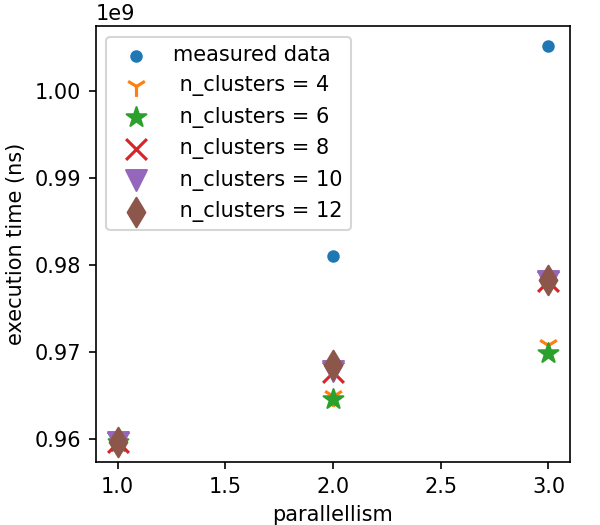 1e9
measured data
n_clusters = 4
n_clusters = 6
n_clusters = 8
n_clusters = 10
n_clusters = 12
1.00
0.99
0.98
0.97
0.96
execution time (ns)
1.0 1.5 2.0 2.5 3.0
parallellism